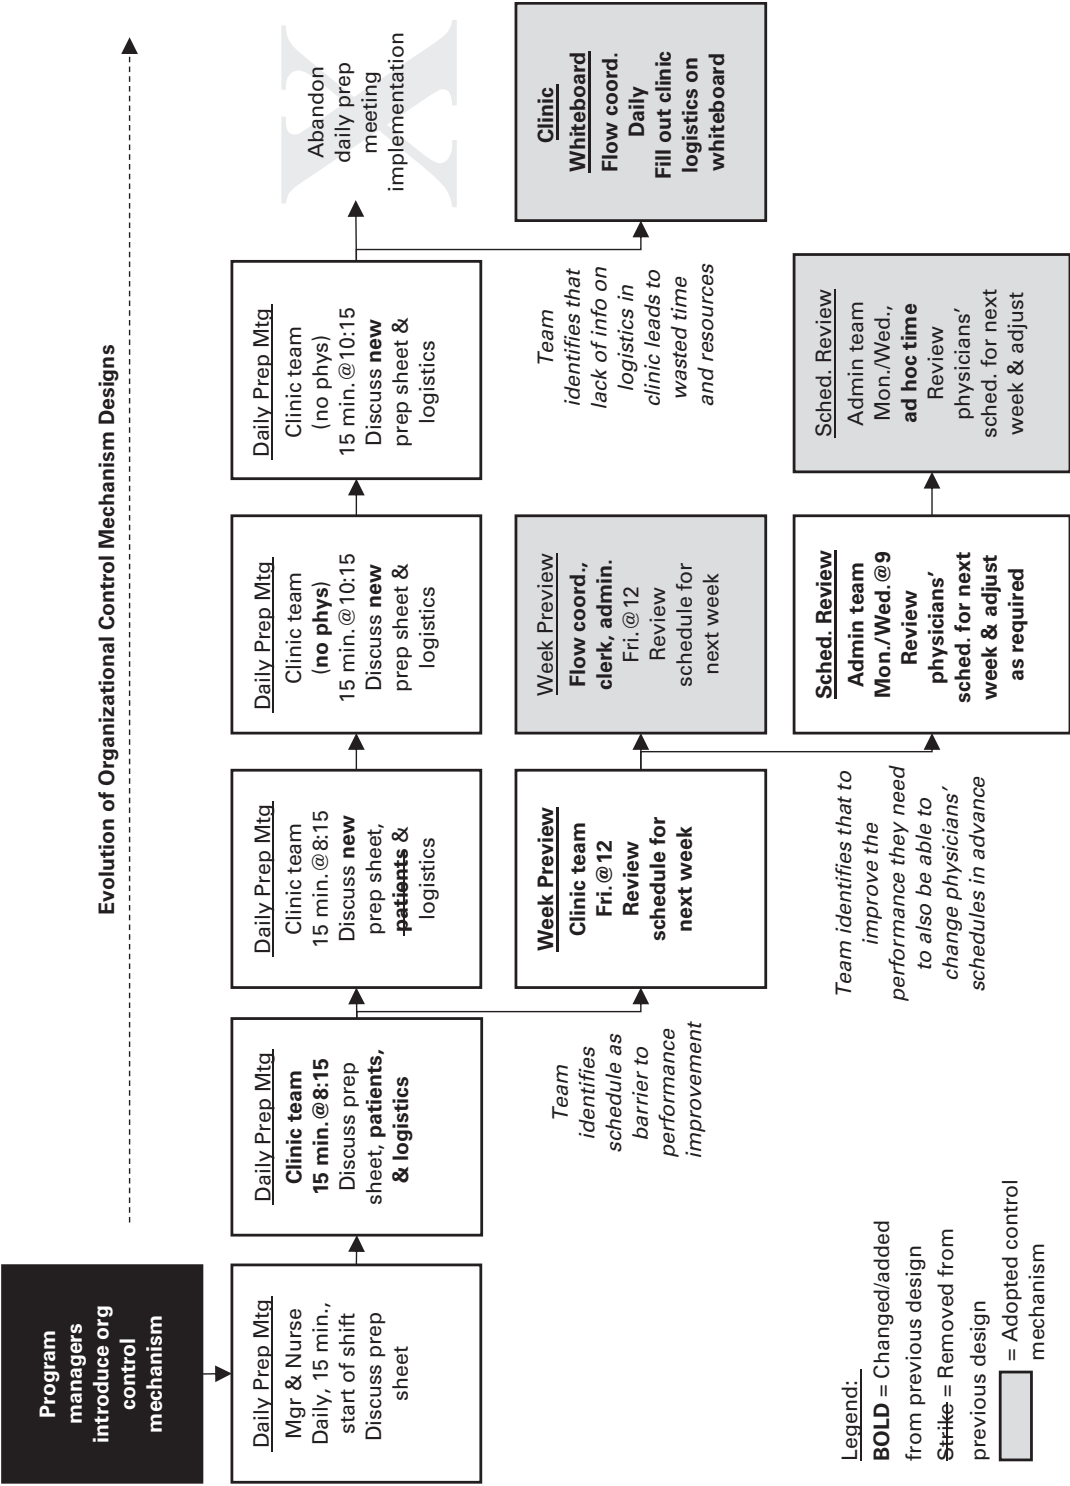 Evolution of Organizational Control Mechanism Designs
Program
managers
introduce org
control
mechanism
Daily Prep Mtg
Mgr & Nurse
Daily, 15 min.,
start of shift
Discuss prep
sheet
Daily Prep Mtg
Clinic team
15 min.@8:15
Discuss prep
sheet, patients,
& logistics
Daily Prep Mtg
Clinic team
15 min.@8:15
Discuss new
prep sheet,
patients &
logistics
Daily Prep Mtg
Clinic team
(no phys)
15 min.@10:15
Discuss new
prep sheet &
logistics
Daily Prep Mtg
Clinic team
(no phys)
15 min.@10:15
Discuss new
prep sheet &
logistics
X
Abandon
daily prep
meeting
implementation
Team
identifies
schedule as
barrier to
performance
improvement
Week Preview
Clinic team
Fri.@12
Review
schedule for
next week
Week Preview
Flow coord.,
clerk, admin.
Fri.@12
Review
schedule for
next week
Team
identifies that
lack of info on
logistics in
clinic leads to
wasted time
and resources
Clinic
Whiteboard
Flow coord.
Daily
Fill out clinic
logistics on
whiteboard
Team identifies that to
improve the
performance they need
to also be able to
change physicians'
schedules in advance
Sched. Review
Admin team
Mon./Wed.@9
Review
physicians'
sched. for next
week & adjust
as required
Sched. Review
Admin team
Mon./Wed.,
ad hoc time
Review
physicians'
sched. for next
week & adjust
Legend:
BOLD = Changed/added
from previous design
Strike = Removed from
previous design
= Adopted control
mechanism